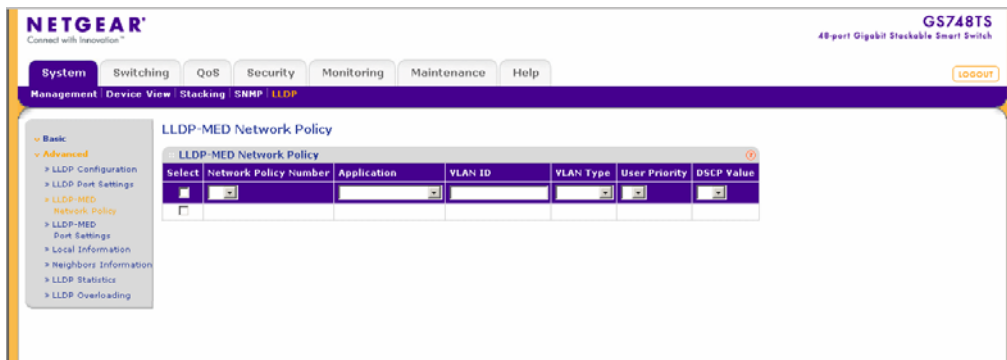 NETGEAR
Connect with Innovation™
GS748TS
48-port Gigabit Stackable Smart Switch
System Switching QoS Security Monitoring Maintenance Help
LOGOUT
Management Device View Stacking SNMP LLDP
Basic
Advanced
» LLDP Configuration
» LLDP Port Settings
» LLDP-MED
Network Policy
» LLDP-MED
Port Settings
» Local Information
» Neighbors Information
» LLDP Statistics
» LLDP Overloading
LLDP-MED Network Policy
LLDP-MED Network Policy
Select Network Policy Number Application VLAN ID VLAN Type User Priority DSCP Value